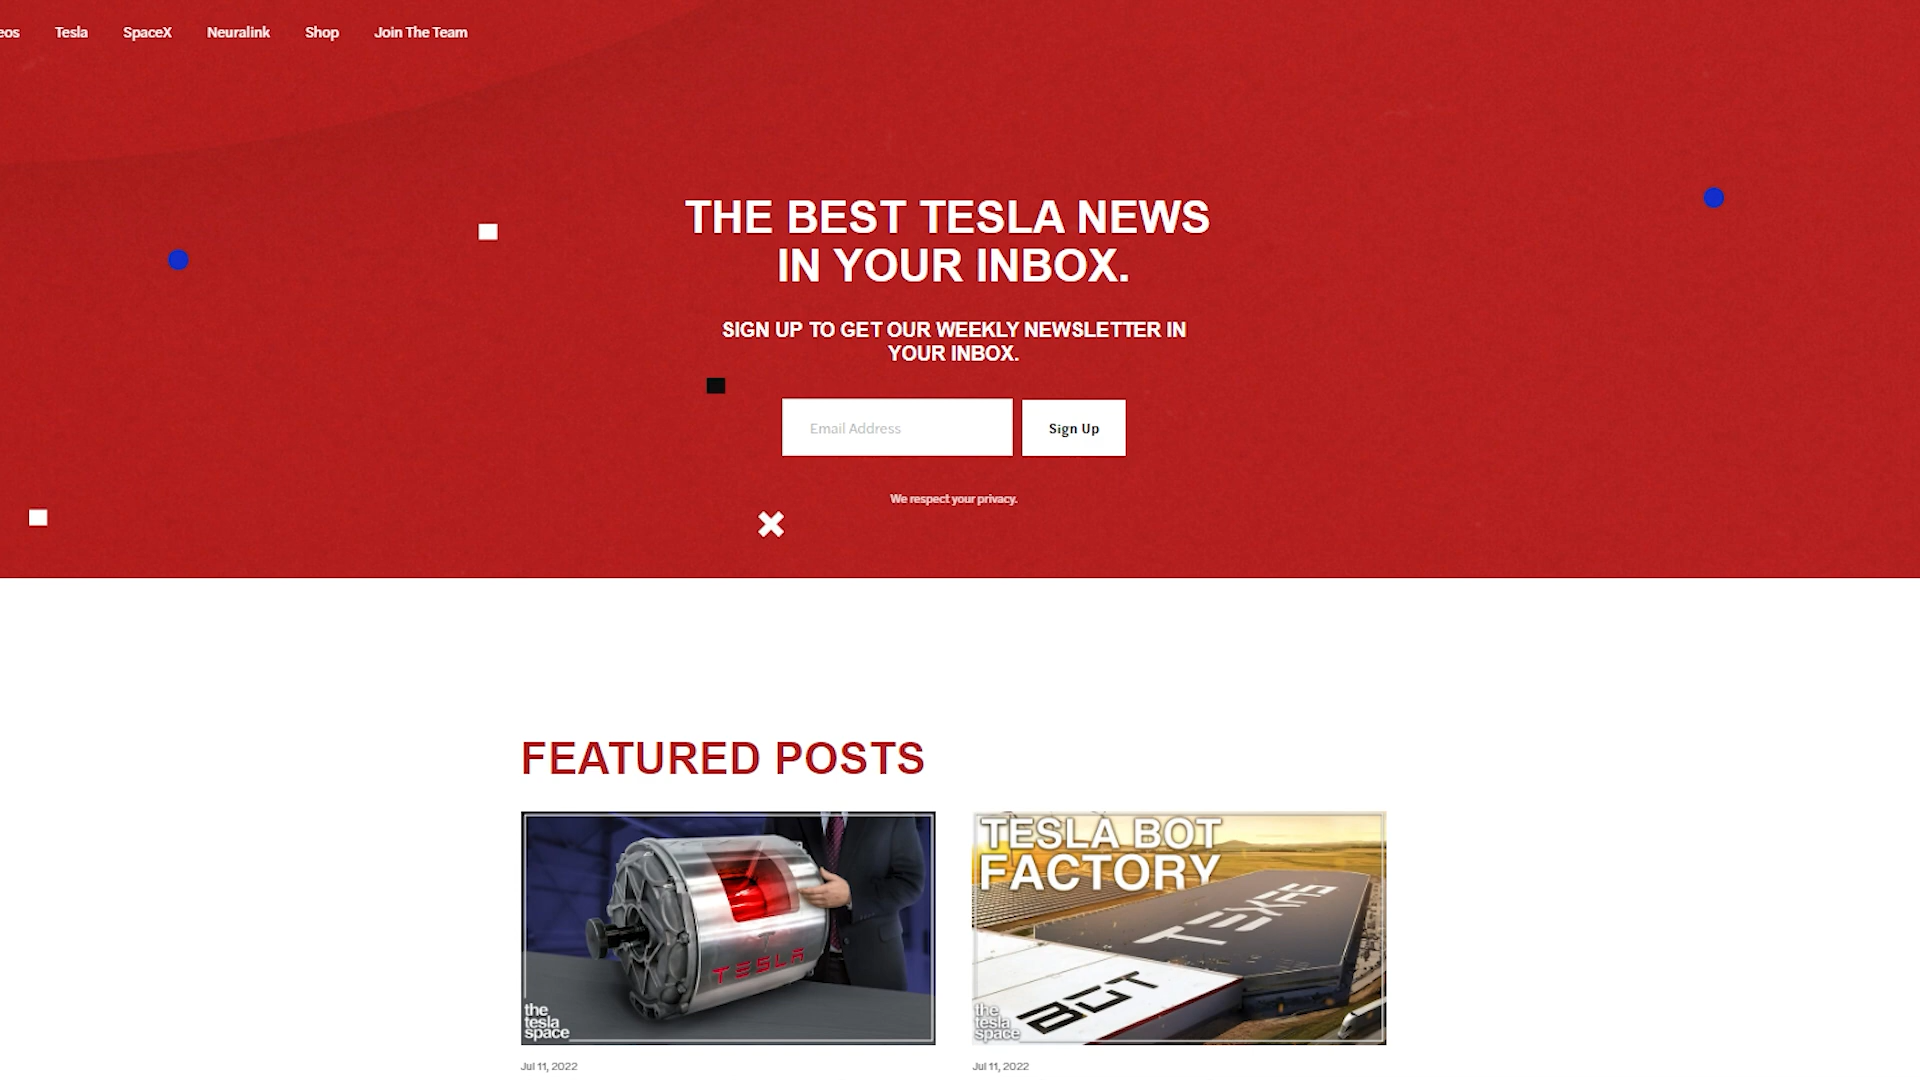 eos Tesla SpaceX Neuralink Shop Join The Team
THE BEST TESLA NEWS
IN YOUR INBOX.
SIGN UP TO GET OUR WEEKLY NEWSLETTER IN
YOUR INBOX.
Email Address Sign Up
We respect your privacy.
FEATURED POSTS
TESLA
the
tesla
space
Jul 11, 2022
TESLA BOT
FACTORY
TEXAS
BOT
the
tesla
space
Jul 11, 2022